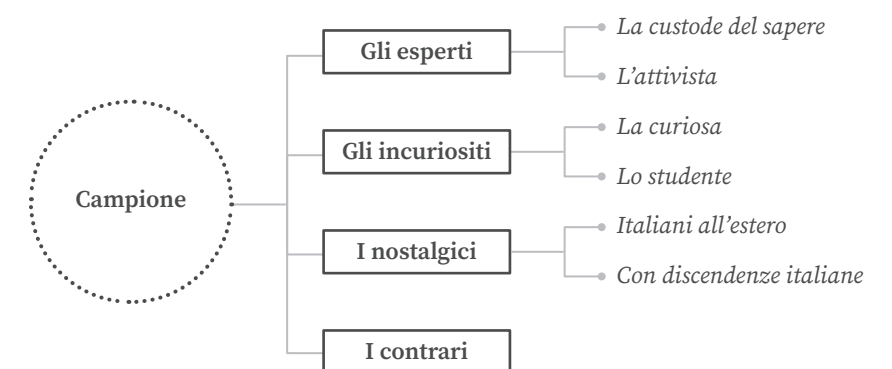 Campione
Gli esperti
La custode del sapere
L'attivista
Gli incuriositi
La curiosa
Lo studente
I nostalgici
Italiani all'estero
Con discendenze italiane
I contrari